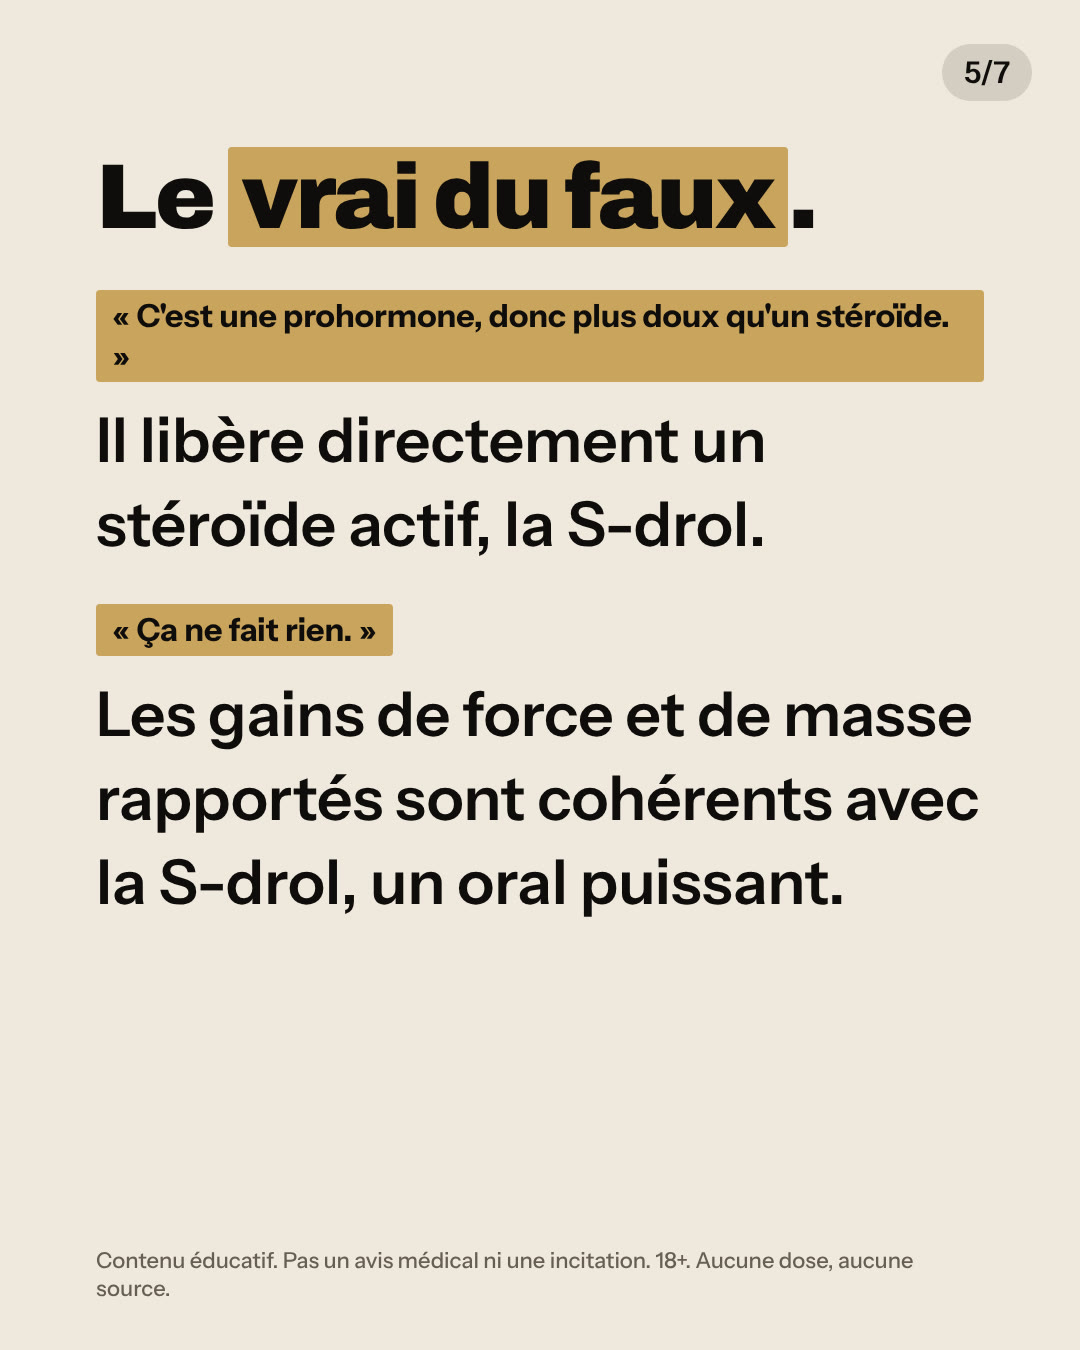 5/7
Le vrai du faux.
« C'est une prohormone, donc plus doux qu'un stéroïde.
»
Il libère directement un
stéroïde actif, la S-drol.
« Ça ne fait rien. »
Les gains de force et de masse
rapportés sont cohérents avec
la S-drol, un oral puissant.
Contenu éducatif. Pas un avis médical ni une incitation. 18+. Aucune dose, aucune
source.